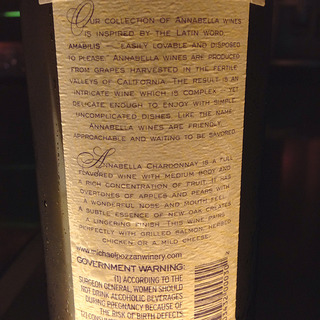 Our collection of Annabella wines
is inspired by the Latin word
amabilis "easily lovable and disposed
to please" Annabella wines are produced
from grapes harvested in the fertile
valleys of California. The result is an
intricate wine which is complex - yet
delicate enough to enjoy with simple,
uncomplicated dishes. Like the name-
Annabella wines are friendly,
approachable and waiting to be savored
Annabella Chardonnay is a full
flavored wine with medium body and
a rich concentration of fruit. It has
overtones of apples and pears with
a wonderful nose and mouth feel.
a subtle essence of new oak creates
a lingering finish. This wine pairs
perfectly with grilled salmon, herbed
chicken or a mild cheese.
www.michaelpozzanwinery.com
GOVERNMENT WARNING:
(1) ACCORDING TO THE
SURGEON GENERAL, WOMEN SHOULD
NOT DRINK ALCOHOLIC BEVERAGES
DURING PREGNANCY BECAUSE OF
THE RISK OF BIRTH DEFECTS.